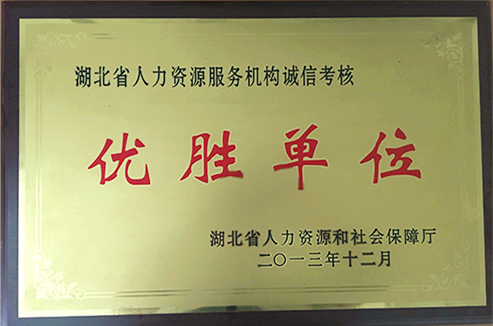 湖北省人力资源服务机构诚信考核
优胜单位
湖北省人力资源和社会保障厅
二〇一三年十二月